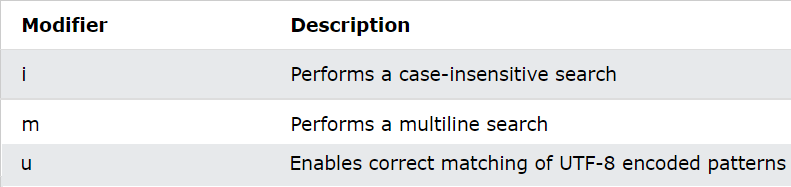 Modifier Description
i Performs a case-insensitive search
m Performs a multiline search
u Enables correct matching of UTF-8 encoded patterns